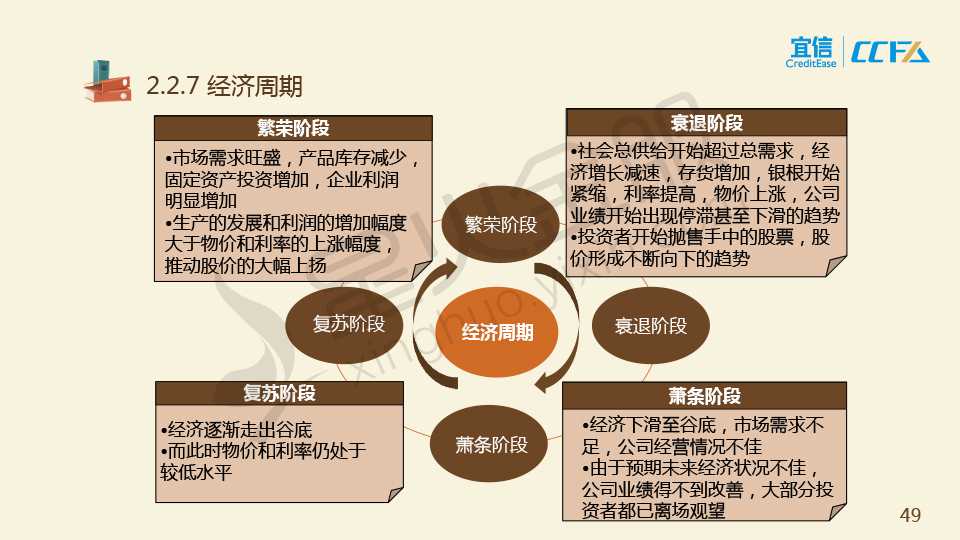 宜信
CreditEase
CCFA
2.2.7 经济周期
繁荣阶段
•市场需求旺盛，产品库存减少，
固定资产投资增加，企业利润
明显增加
•生产的发展和利润的增加幅度
大于物价和利率的上涨幅度，
推动股价的大幅上扬
衰退阶段
•社会总供给开始超过总需求，经
济增长减速，存货增加，银根开始
紧缩，利率提高，物价上涨，公司
业绩开始出现停滞甚至下滑的趋势
•投资者开始抛售手中的股票，股
价形成不断向下的趋势
繁荣阶段
复苏阶段
经济周期
衰退阶段
萧条阶段
复苏阶段
•经济逐渐走出谷底
•而此时物价和利率仍处于
较低水平
萧条阶段
•经济下滑至谷底，市场需求不
足，公司经营情况不佳
•由于预期未来经济状况不佳，
公司业绩得不到改善，大部分投
资者都已离场观望
49